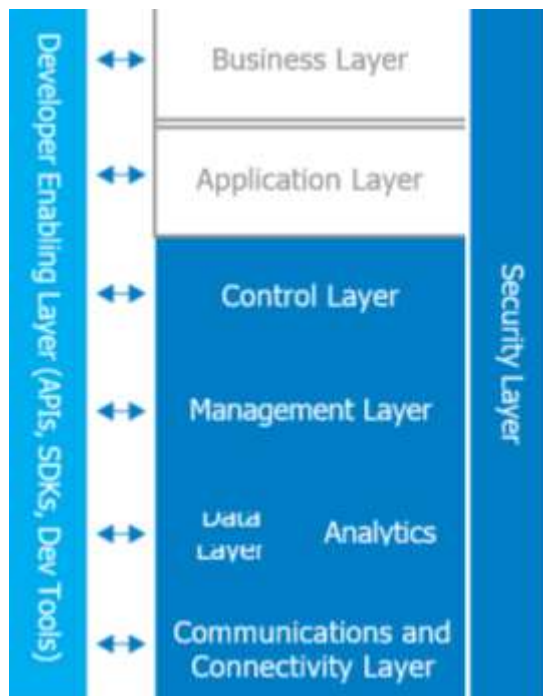 Developer Enabling Layer (APIs, SDKs, Dev Tools)
Business Layer
Application Layer
Control Layer
Management Layer
Data
Layer
Analytics
Communications and
Connectivity Layer
Security Layer